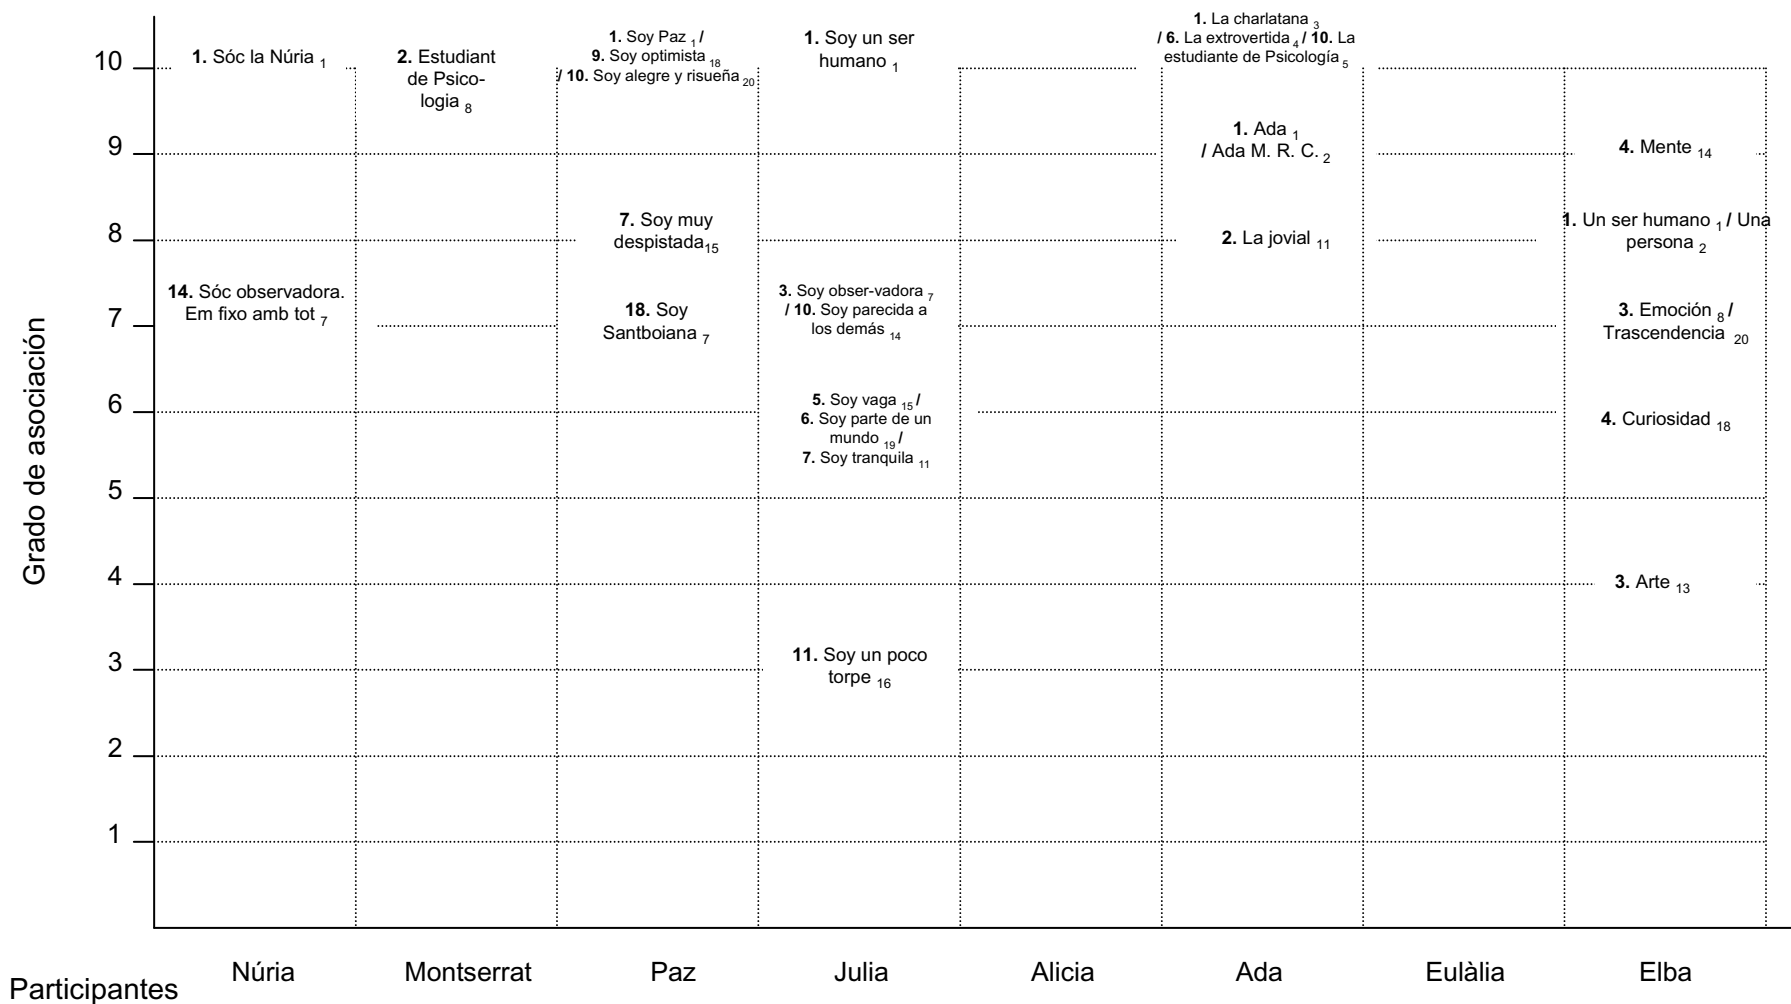 1. La charlatana 3
/ 6. La extrovertida 4 / 10. La
estudiante de Psicología 5
1. Soy Paz 1 /
9. Soy optimista 18
/ 10. Soy alegre y risueña 20
1. Soy un ser
humano 1
10
1. Sóc la Núria 1
2. Estudiant
de Psico-
logia 8
9
1. Ada 1
/ Ada M. R. C. 2
4. Mente 14
8
7. Soy muy
despistada 15
2. La jovial 11
1. Un ser humano 1 / Una
persona 2
7
14. Sóc observadora.
Em fixo amb tot 7
18. Soy
Santboiana 7
3. Soy obser-vadora 7
/ 10. Soy parecida a
los demás 14
3. Emoción 8 /
Trascendencia 20
6
5. Soy vaga 15 /
6. Soy parte de un
mundo 19 /
7. Soy tranquila 11
4. Curiosidad 18
5
4
3. Arte 13
3
11. Soy un poco
torpe 16
2
1
Grado de asociación
Núria
Montserrat
Paz
Julia
Alicia
Ada
Eulàlia
Elba
Participantes